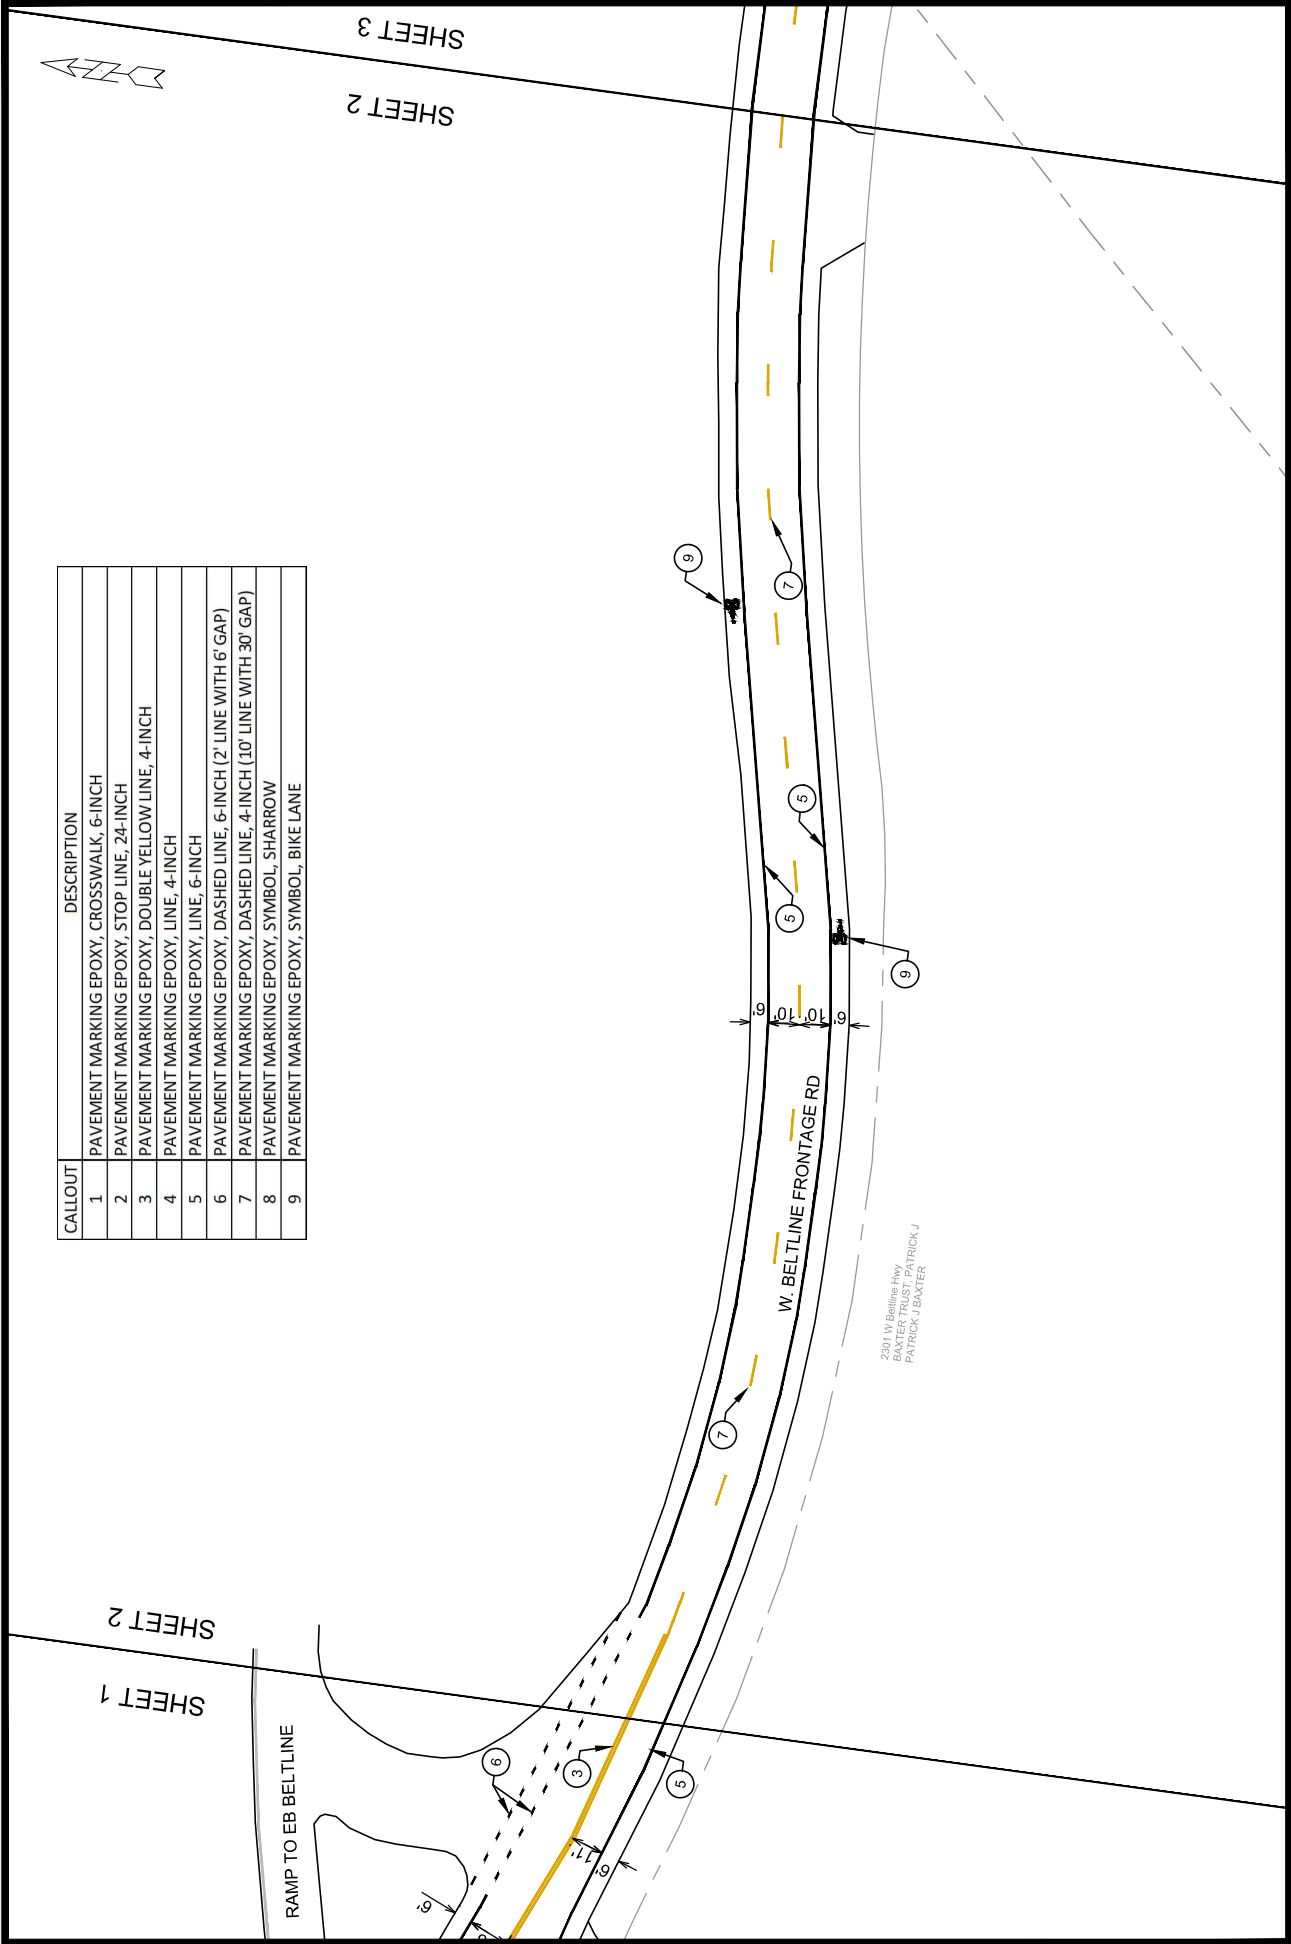 SHEET 3
SHEET 2
CALLOUT DESCRIPTION
1 PAVEMENT MARKING EPOXY, CROSSWALK, 6-INCH
2 PAVEMENT MARKING EPOXY, STOP LINE, 24-INCH
3 PAVEMENT MARKING EPOXY, DOUBLE YELLOW LINE, 4-INCH
4 PAVEMENT MARKING EPOXY, LINE, 4-INCH
5 PAVEMENT MARKING EPOXY, LINE, 6-INCH
6 PAVEMENT MARKING EPOXY, DASHED LINE, 6-INCH (2' LINE WITH 6' GAP)
7 PAVEMENT MARKING EPOXY, DASHED LINE, 4-INCH (10' LINE WITH 30' GAP)
8 PAVEMENT MARKING EPOXY, SYMBOL, SHARROW
9 PAVEMENT MARKING EPOXY, SYMBOL, BIKE LANE
9
7
5
5
9
6' 10' 10' 6'
W. BELTLINE FRONTAGE RD
2301 W Beltline Hwy
BAXTER TRUST, PATRICK J
PATRICK J BAXTER
7
SHEET 2
SHEET 1
RAMP TO EB BELTLINE
6
3
5
11'
6'
6'